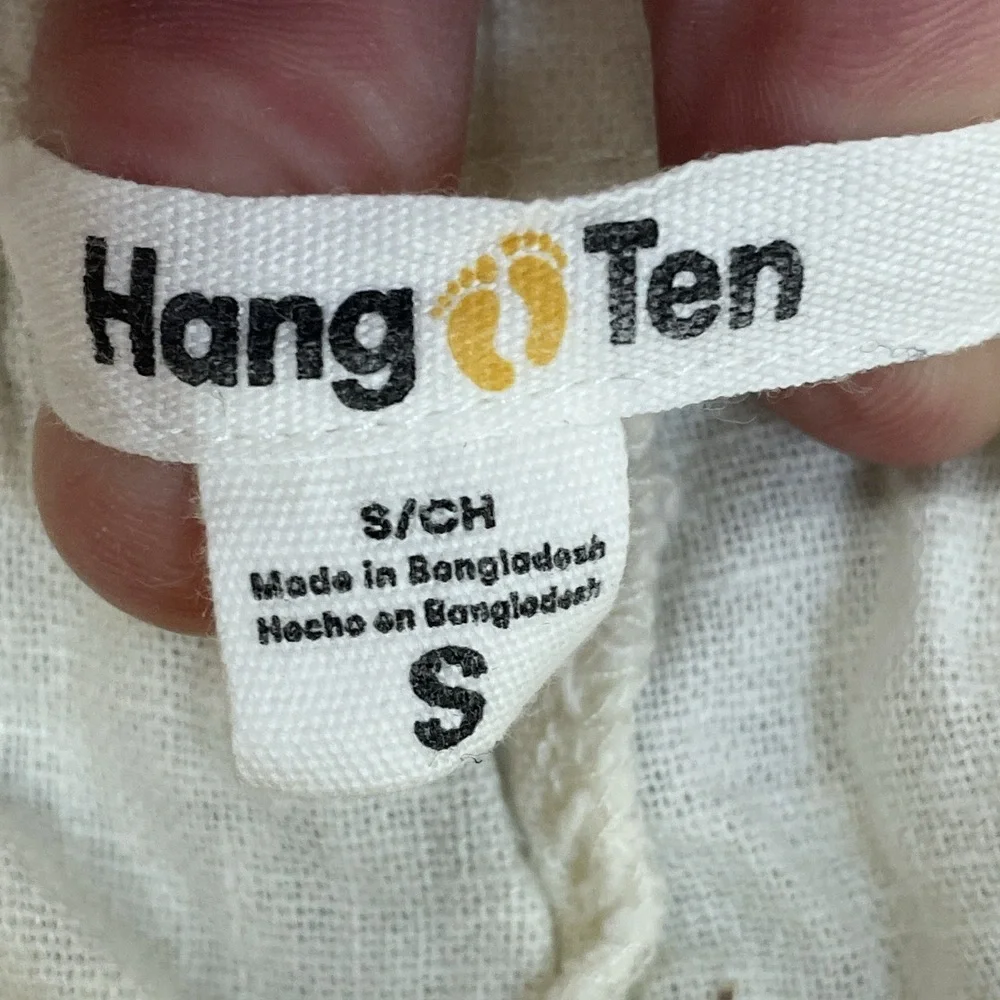 Hang Ten
S/CH
Made in Bangladesh
Hecho en Bangladesh
S